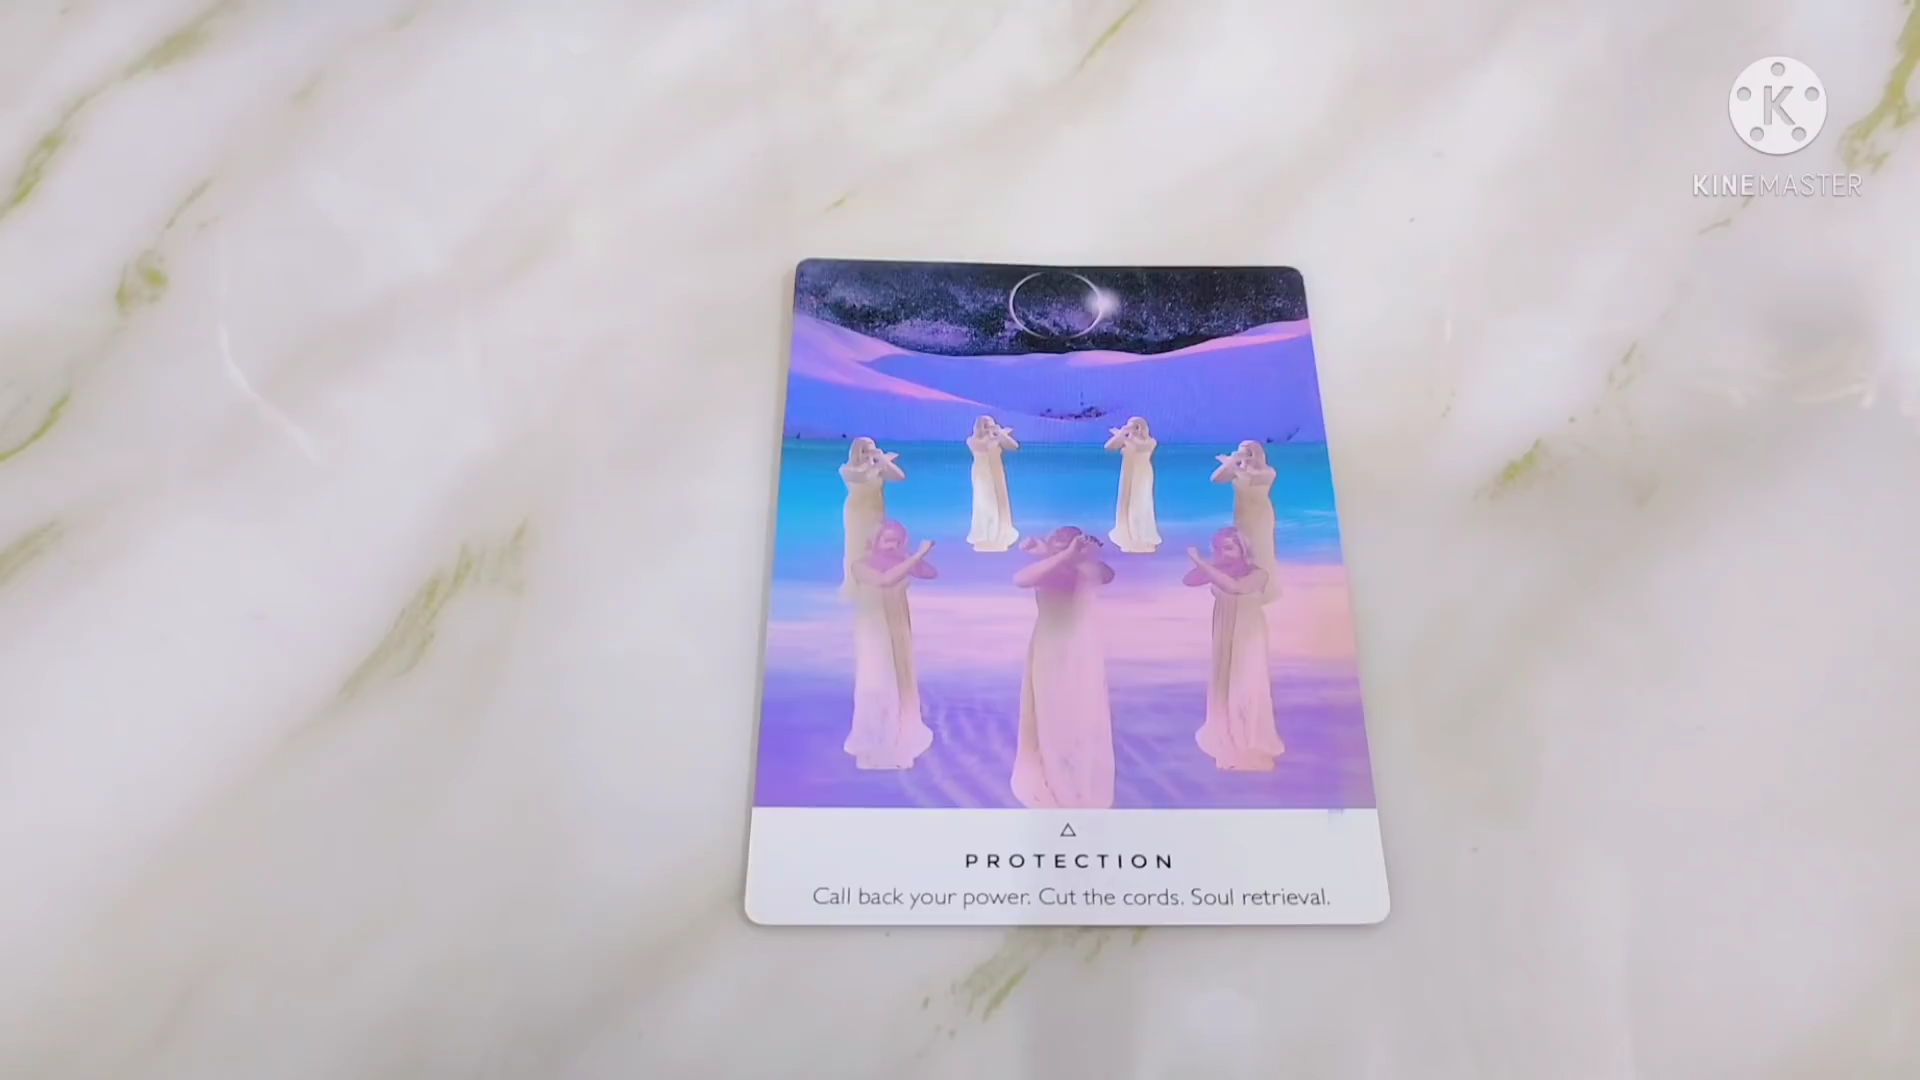 K
KINEMASTER
PROTECTION
Call back your power. Cut the cords. Soul retrieval.